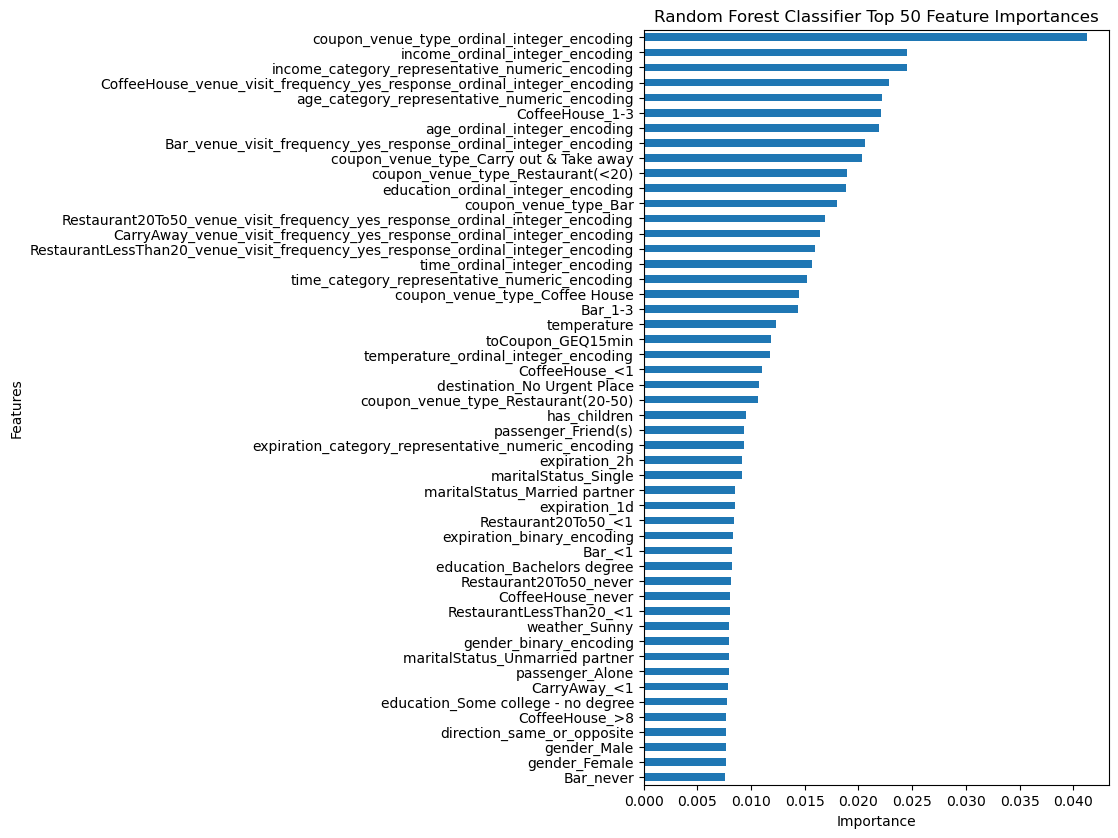 Random Forest Classifier Top 50 Feature Importances
coupon_venue_type_ordinal_integer_encoding
income_ordinal_integer_encoding
income_category_representative_numeric_encoding
CoffeeHouse_venue_visit_frequency_yes_response_ordinal_integer_encoding
age_category_representative_numeric_encoding
CoffeeHouse_1-3
age_ordinal_integer_encoding
Bar_venue_visit_frequency_yes_response_ordinal_integer_encoding
coupon_venue_type_Carry out & Take away
coupon_venue_type_Restaurant(<20)
education_ordinal_integer_encoding
coupon_venue_type_Bar
Restaurant20To50_venue_visit_frequency_yes_response_ordinal_integer_encoding
CarryAway_venue_visit_frequency_yes_response_ordinal_integer_encoding
RestaurantLessThan20_venue_visit_frequency_yes_response_ordinal_integer_encoding
time_ordinal_integer_encoding
time_category_representative_numeric_encoding
coupon_venue_type_Coffee House
Bar_1-3
temperature
toCoupon_GEQ15min
temperature_ordinal_integer_encoding
CoffeeHouse_<1
destination_No Urgent Place
coupon_venue_type_Restaurant(20-50)
has_children
passenger_Friend(s)
expiration_category_representative_numeric_encoding
expiration_2h
maritalStatus_Single
maritalStatus_Married partner
expiration_1d
Restaurant20To50_<1
expiration_binary_encoding
Bar_<1
education_Bachelors degree
Restaurant20To50_never
CoffeeHouse_never
RestaurantLessThan20_<1
weather_Sunny
gender_binary_encoding
maritalStatus_Unmarried partner
passenger_Alone
CarryAway_<1
education_Some college - no degree
CoffeeHouse_>8
direction_same_or_opposite
gender_Male
gender_Female
Bar_never
Features
0.000 0.005 0.010 0.015 0.020 0.025 0.030 0.035 0.040
Importance